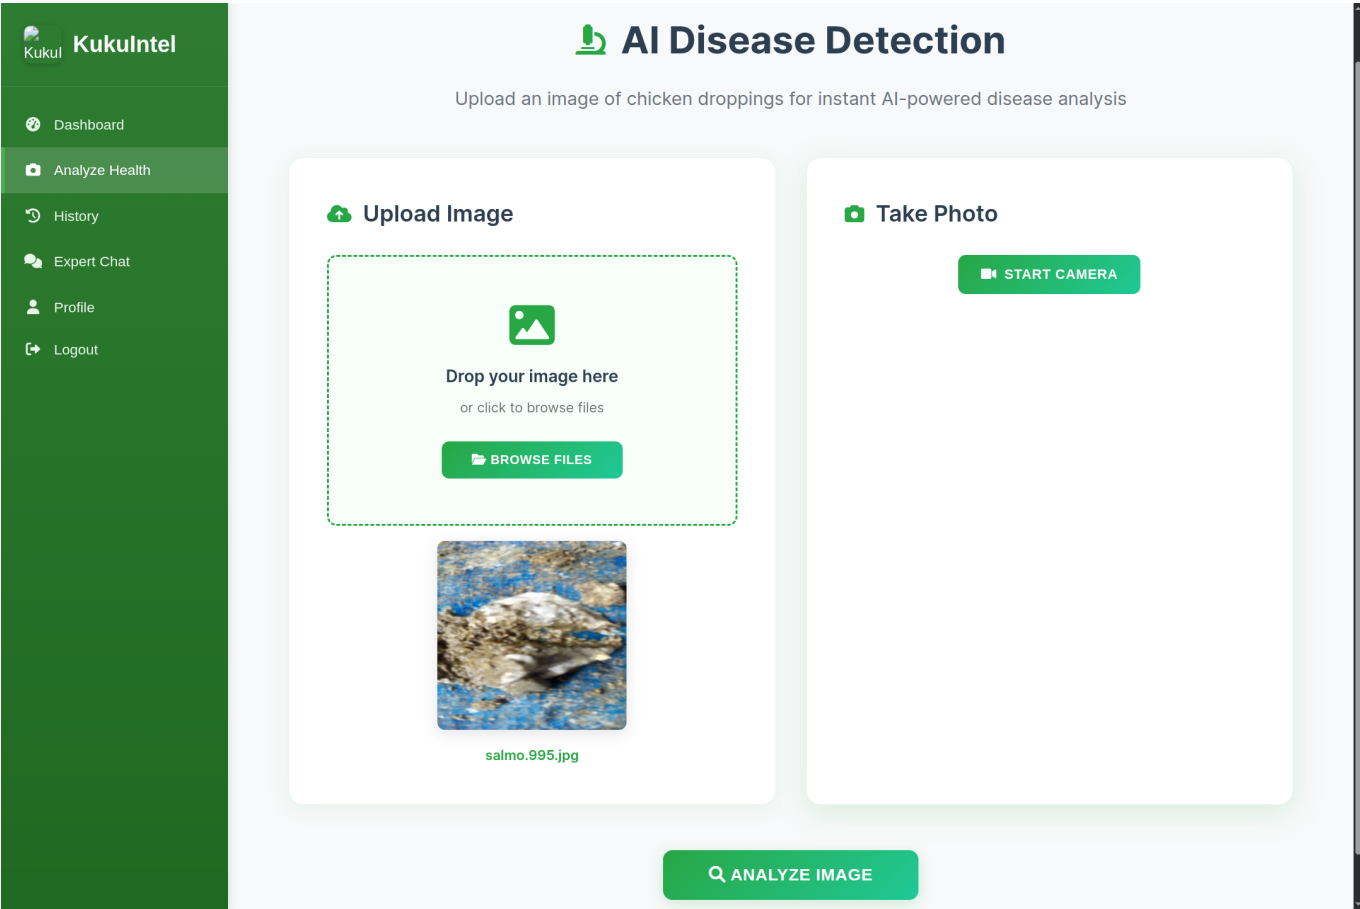 Kukul
KukuIntel
Dashboard
Analyze Health
History
Expert Chat
Profile
Logout
AI Disease Detection
Upload an image of chicken droppings for instant AI-powered disease analysis
Upload Image
Drop your image here
or click to browse files
BROWSE FILES
salmo.995.jpg
Take Photo
START CAMERA
ANALYZE IMAGE